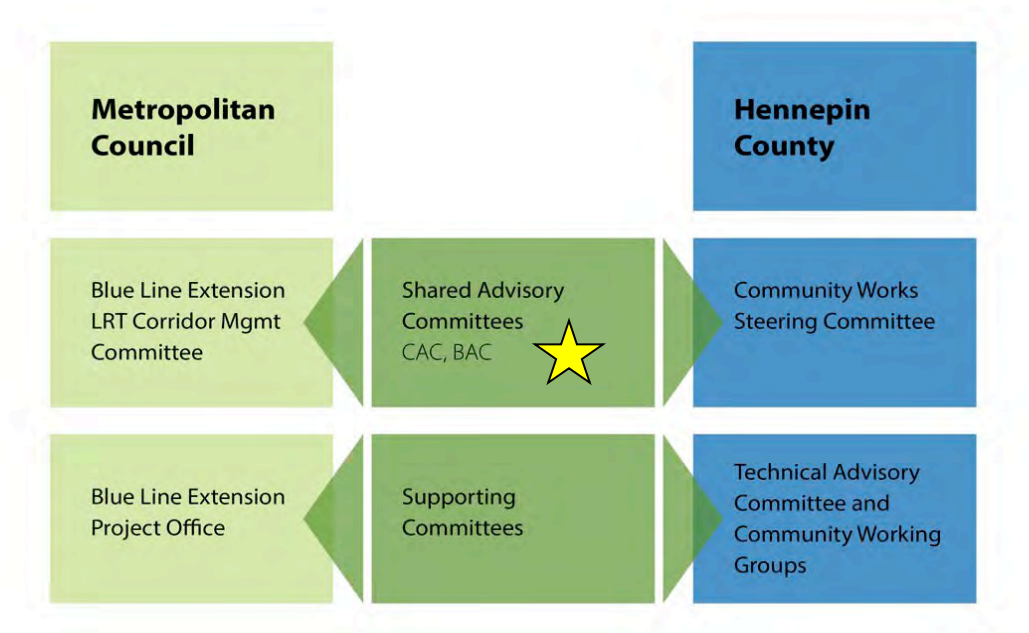 Metropolitan
Council
Hennepin
County
Blue Line Extension
LRT Corridor Mgmt
Committee
Shared Advisory
Committees
CAC, BAC
Community Works
Steering Committee
Blue Line Extension
Project Office
Supporting
Committees
Technical Advisory
Committee and
Community Working
Groups